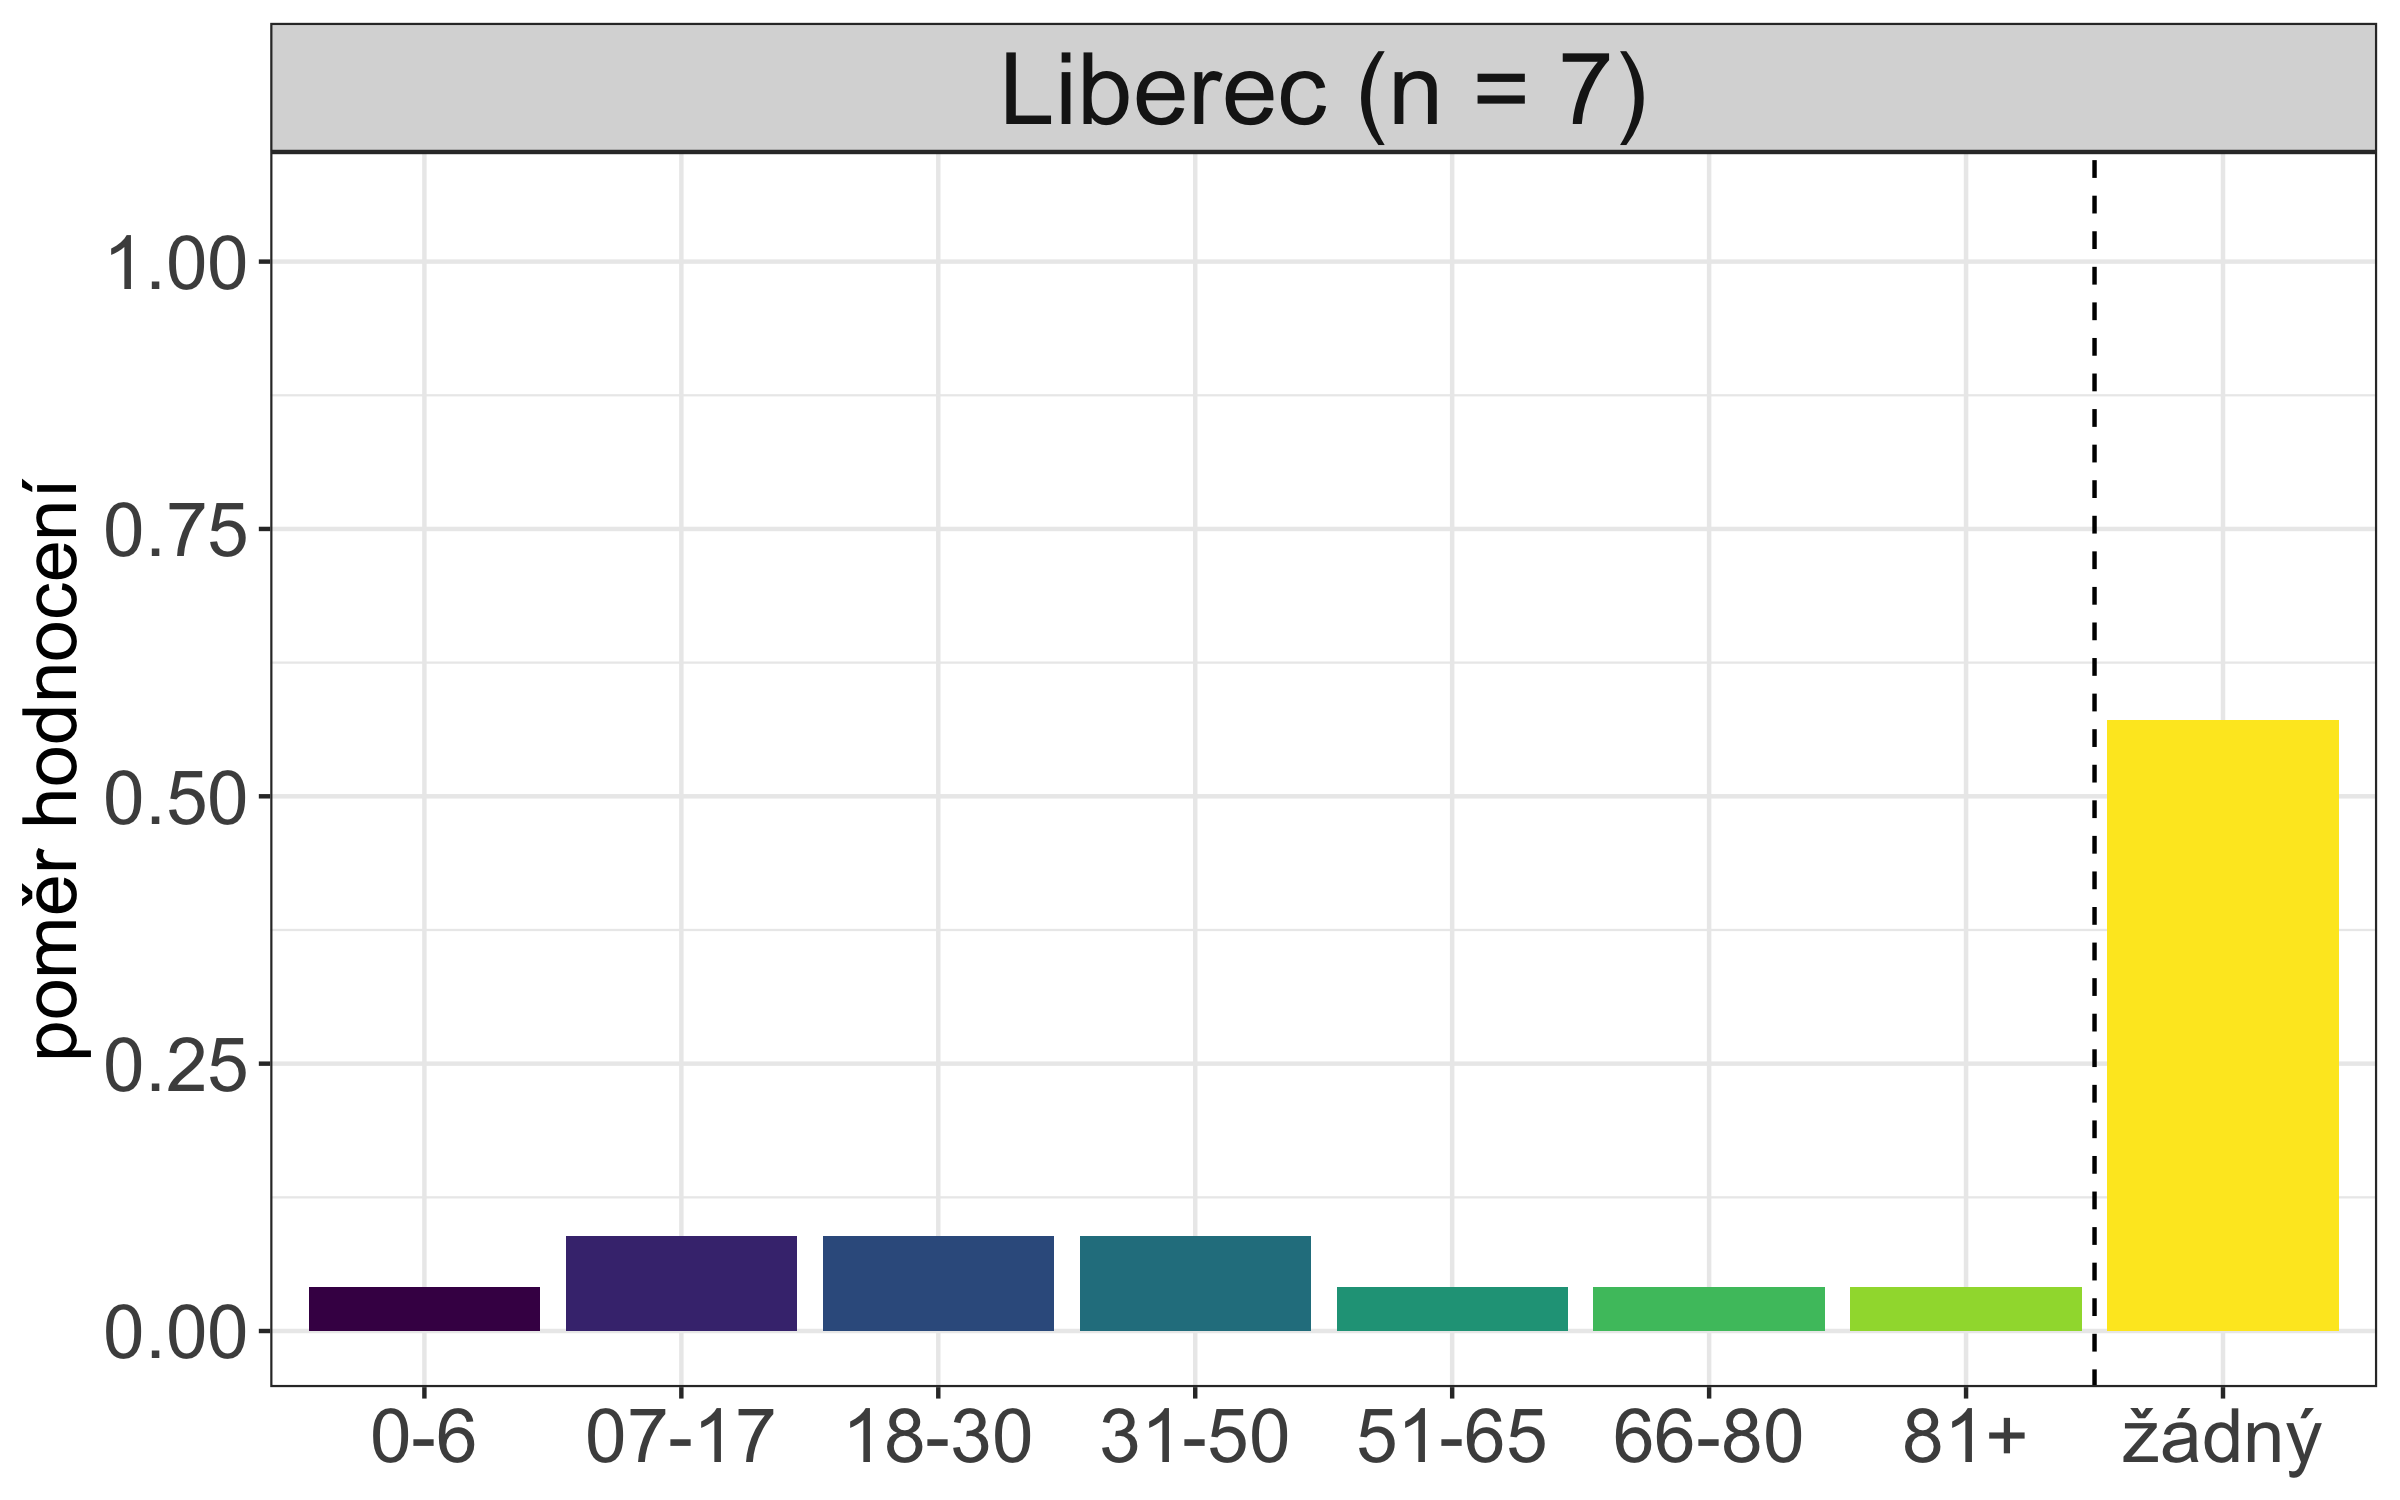 Liberec (n = 7)
poměr hodnocení
1.00
0.75
0.50
0.25
0.00
0-6 07-17 18-30 31-50 51-65 66-80 81+ žádný